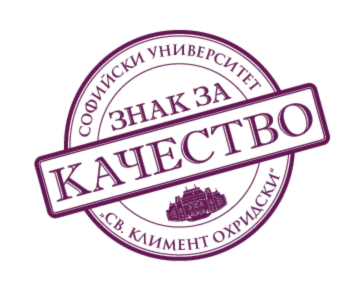 СОФИЙСКИ УНИВЕРСИТЕТ
ЗНАК ЗА
КАЧЕСТВО
„СВ. КЛИМЕНТ ОХРИДСКИ“